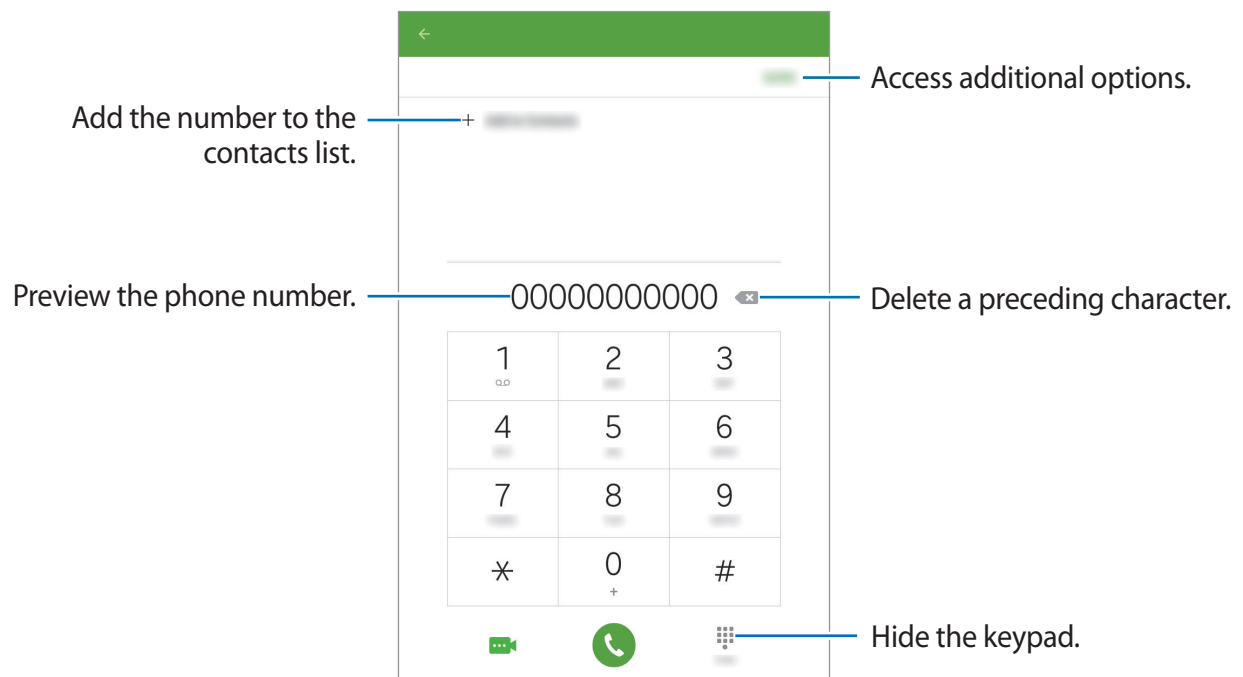 Access additional options.
Add the number to the
contacts list.
Preview the phone number.
00000000000
Delete a preceding character.
1 2 3
4 5 6
7 8 9
* 0 #
+
Hide the keypad.